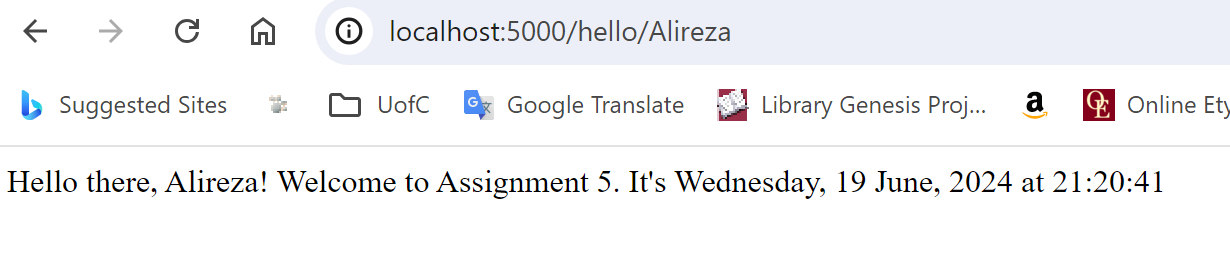 localhost:5000/hello/Alireza
Suggested Sites UofC Google Translate Library Genesis Proj... a OE Online Ety
Hello there, Alireza! Welcome to Assignment 5. It's Wednesday, 19 June, 2024 at 21:20:41